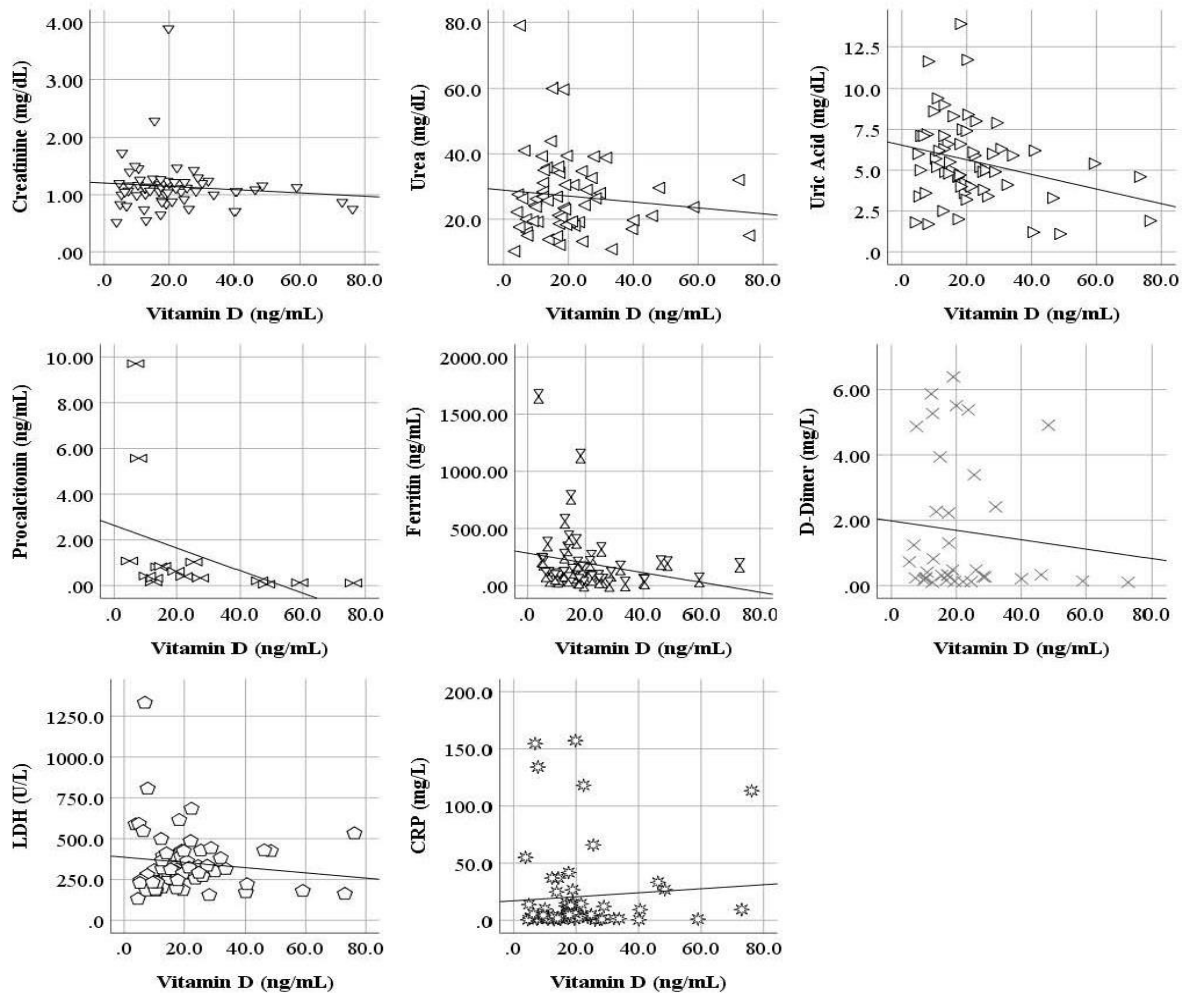 Creatinine (mg/dL)
4.00
3.00
2.00
1.00
.00
.0 20.0 40.0 60.0 80.0
Vitamin D (ng/mL)
Urea (mg/dL)
80.0
60.0
40.0
20.0
.0 20.0 40.0 60.0 80.0
Vitamin D (ng/mL)
Uric Acid (mg/dL)
12.5
10.0
7.5
5.0
2.5
.0
.0 20.0 40.0 60.0 80.0
Vitamin D (ng/mL)
Procalcitonin (ng/mL)
10.00
8.00
6.00
4.00
2.00
.00
.0 20.0 40.0 60.0 80.0
Vitamin D (ng/mL)
Ferritin (ng/mL)
2000.00
1500.00
1000.00
500.00
.00
.0 20.0 40.0 60.0 80.0
Vitamin D (ng/mL)
D-Dimer (mg/L)
6.00
4.00
2.00
.00
.0 20.0 40.0 60.0 80.0
Vitamin D (ng/mL)
LDH (U/L)
1250.0
1000.0
750.0
500.0
250.0
.0
.0 20.0 40.0 60.0 80.0
Vitamin D (ng/mL)
CRP (mg/L)
200.0
150.0
100.0
50.0
.0
.0 20.0 40.0 60.0 80.0
Vitamin D (ng/mL)